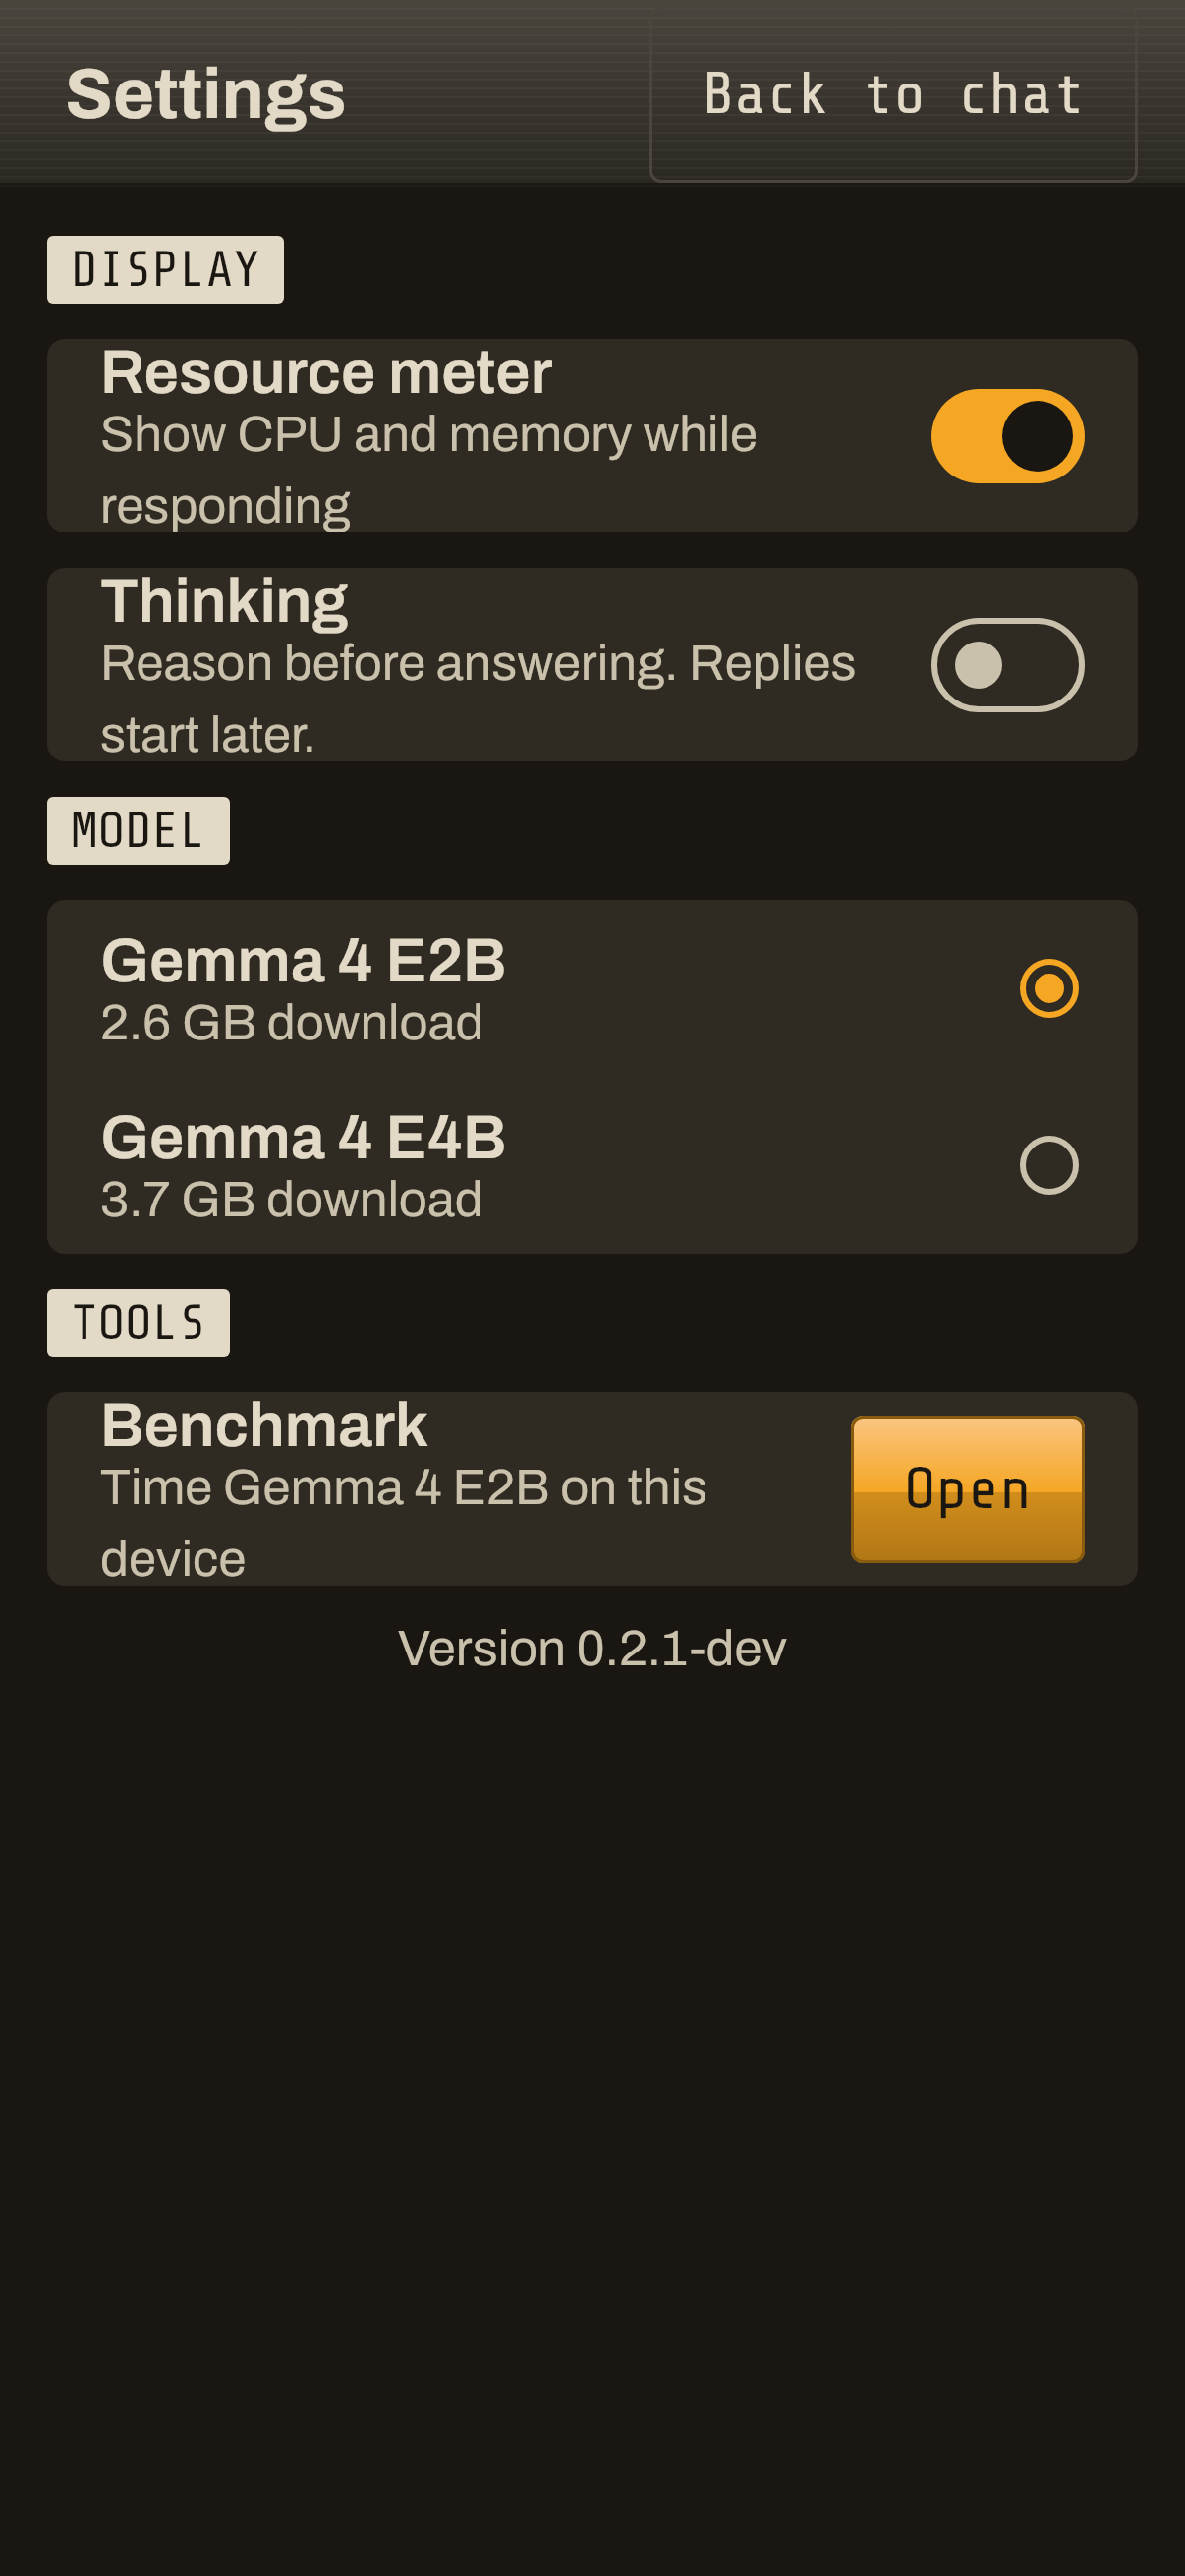 Settings
Back to chat
DISPLAY
Resource meter
Show CPU and memory while
responding
Thinking
Reason before answering. Replies
start later.
MODEL
Gemma 4 E2B
2.6 GB download
Gemma 4 E4B
3.7 GB download
TOOLS
Benchmark
Time Gemma 4 E2B on this
device
Open
Version 0.2.1-dev